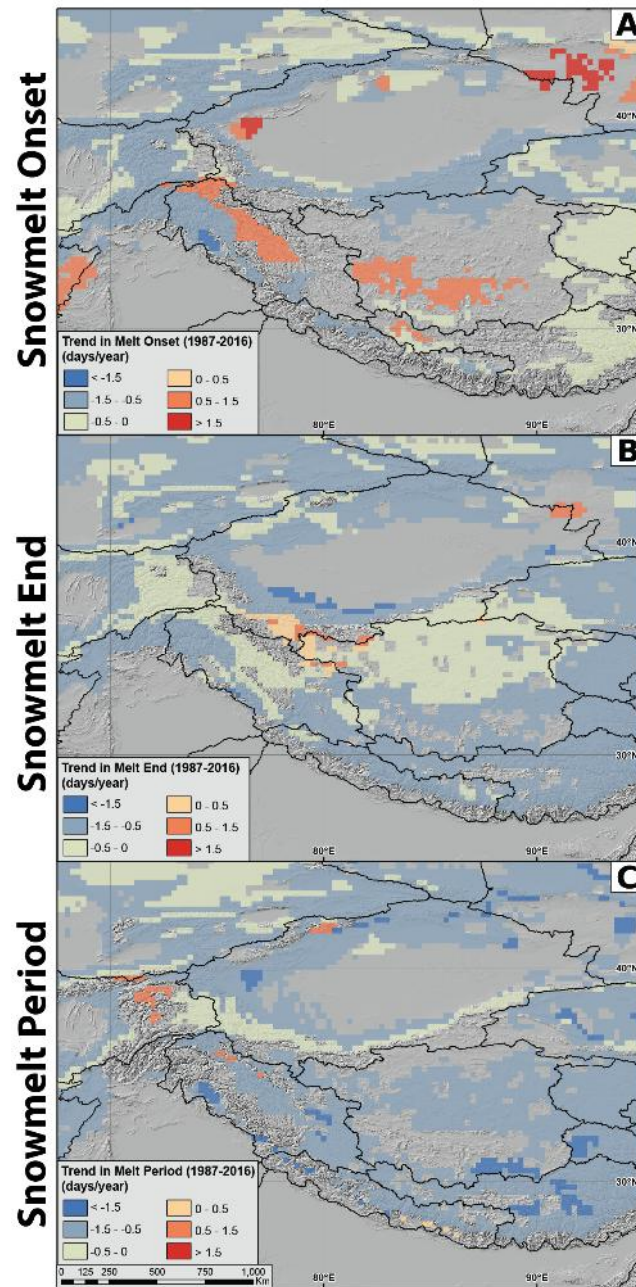 Snowmelt Onset
A
40°N
30°N
80°E
90°E
Trend in Melt Onset (1987-2016)
(days/year)
< -1.5
0 - 0.5
-1.5 - -0.5
0.5 - 1.5
-0.5 - 0
> 1.5
Snowmelt End
B
40°N
30°N
80°E
90°E
Trend in Melt End (1987-2016)
(days/year)
< -1.5
0 - 0.5
-1.5 - -0.5
0.5 - 1.5
-0.5 - 0
> 1.5
Snowmelt Period
C
40°N
30°N
80°E
90°E
Trend in Melt Period (1987-2016)
(days/year)
< -1.5
0 - 0.5
-1.5 - -0.5
0.5 - 1.5
-0.5 - 0
> 1.5
0 125 250 500 750 1,000
Km